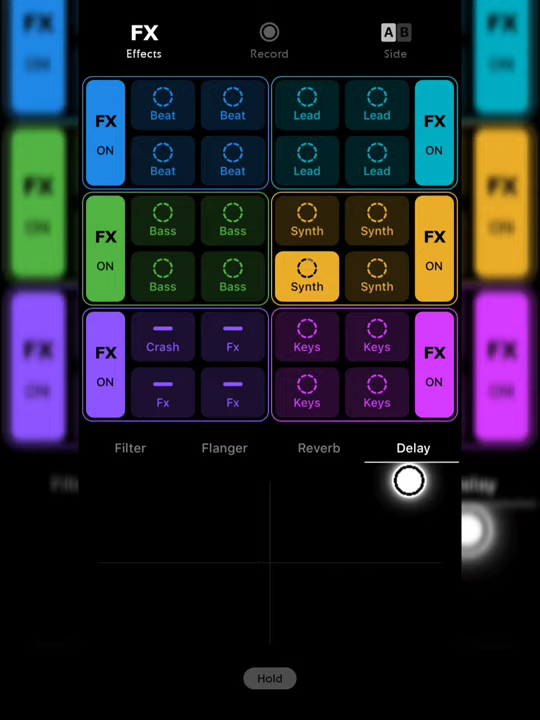 FX
Effects
Record
A B
Side
FX
ON
Beat
Beat
Beat
Beat
Lead
Lead
Lead
Lead
FX
ON
FX
ON
Bass
Bass
Bass
Bass
Synth
Synth
Synth
Synth
FX
ON
FX
ON
Crash
Fx
Fx
Fx
Keys
Keys
Keys
Keys
FX
ON
Filter
Flanger
Reverb
Delay
Hold